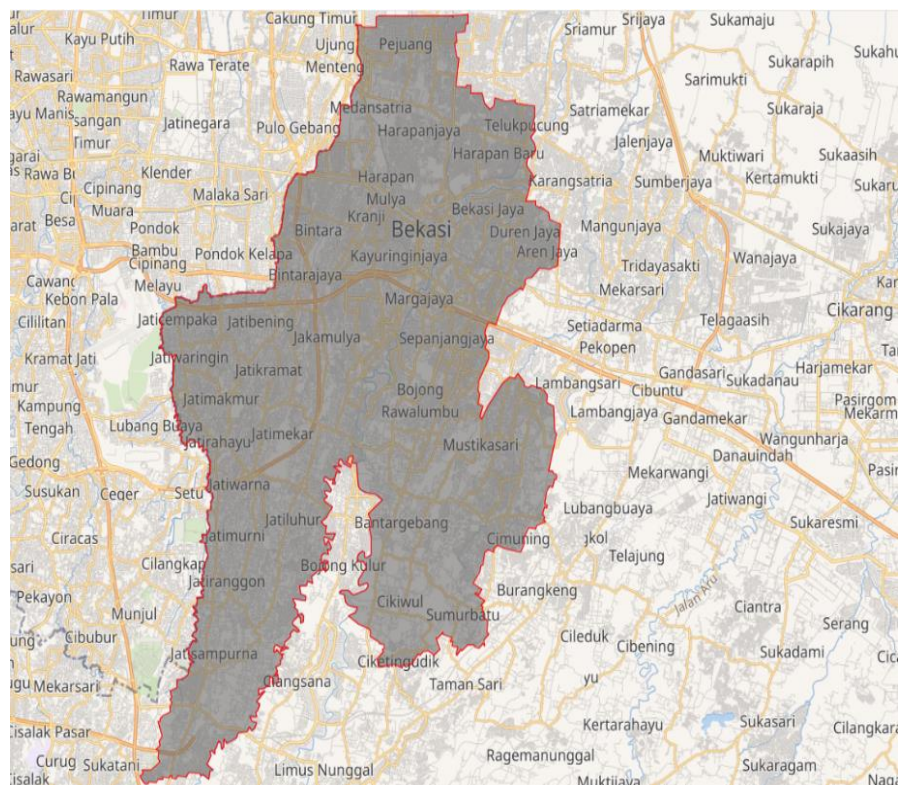 Timur
Cakung Timur
Sriamur
Srijaya
Sukamaju
Kayu Putih
Ujung
Menteng
Pejuang
Sukarapih
Rawasari
Rawa Terate
Sarimukti
Rawamangun
Medansatria
Satriamekar
Sukaraja
Jatinegara
Pulo Gebang
Harapanjaya
Telukpucung
Timur
Jalenjaya
Harapan Baru
Muktiwari
Sukaasih
Klender
Kertamukti
Cipinang
Muara
Malaka Sari
Harapan
Mulya
Karangsatria
Sumberjaya
Kranji
Bekasi Jaya
Pondok
Bambu
Bintara
Bekasi
Duren Jaya
Mangunjaya
Sukajaya
Cipinang
Melayu
Pondok Kelapa
Kayuringinjaya
Aren Jaya
Tridayasakti
Wanajaya
Bintarajaya
Mekarsari
Kebon Pala
Margajaya
Cikarang
Cililitan
Jaticempaka
Jatibening
Jakamulya
Sepanjangjaya
Setiadarma
Telagaasih
Pekopen
Kramat Jati
Jatiwaringin
Jatikramat
Gandasari
Sukadanau
Harjamekar
Lambangsari
Cibuntu
Kampung
Tengah
Jatimakmur
Bojong
Rawalumbu
Lambangjaya
Gandamekar
Lubang Buaya
Jatirahayu
Jatimekar
Mustikasari
Wangunharja
Danauindah
Gedong
Susukan
Ceger
Setu
Jatiwarna
Mekarwangi
Jatiwangi
Lubangbuaya
Ciracas
Jatimurni
Jatiluhur
Bantargebang
Cimuning
Sukaresmi
Telajung
Cilangkap
Bojong Kulur
Pekayon
Jatiranggon
Burangkeng
Jalan Aru
Munjul
Cikiwul
Sumurbatu
Ciantra
Serang
Cibubur
Cileduk
Cibening
Jatisampurna
Ciketingudik
Sukadami
Mekarsari
Ciangsana
Taman Sari
Cisalak Pasar
Kertarahayu
Sukasari
Cilangkara
Curug
Sukatani
Limus Nunggal
Ragemanunggal
Sukaragam
Cisalak
Muktijaya